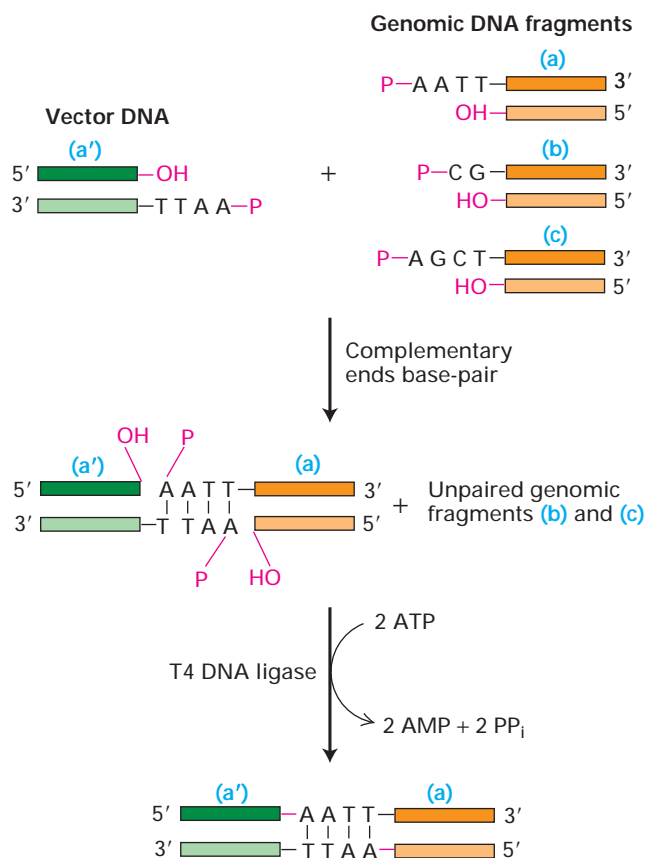 Genomic DNA fragments
(a)
P—A A T T— 3′
OH— 5′
Vector DNA
(a′)
5′ —OH
3′ —T T A A—P
+
(b)
P—C G— 3′
HO— 5′
(c)
P—A G C T— 3′
HO— 5′
Complementary
ends base-pair
OH P
(a′) (a)
5′ A A T T— 3′
3′ —T T A A 5′
P HO
+ Unpaired genomic
fragments (b) and (c)
2 ATP
T4 DNA ligase
2 AMP + 2 PPi
(a′) (a)
5′ —A A T T— 3′
3′ —T T A A— 5′